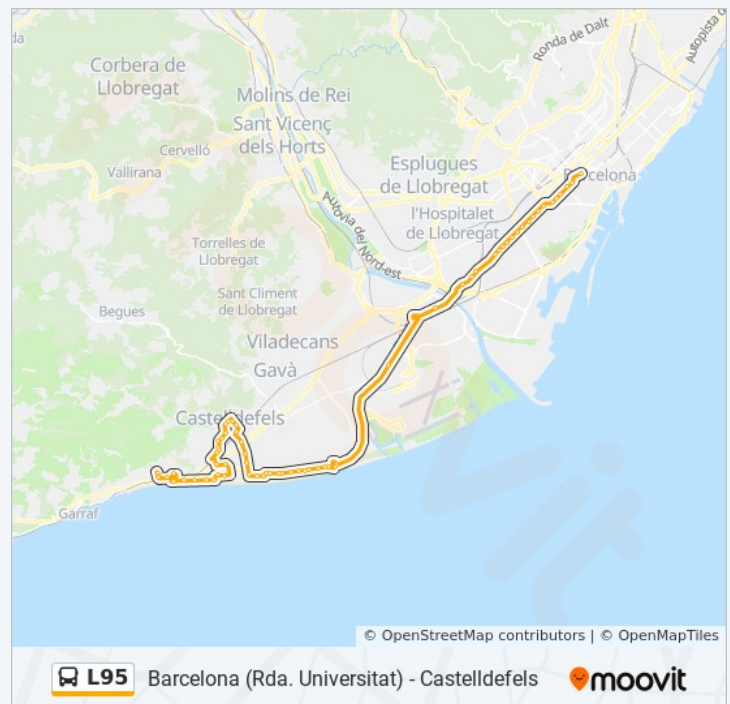 da
Corbera de
Llobregat
Ronda de Dalt
Autopista d
Molins de Rei
Sant Vicenç
dels Horts
Cervelló
Vallirana
Esplugues
de Llobregat
Barcelona
Autovia del Nord-est
l'Hospitalet
de Llobregat
Torrelles de
Llobregat
Sant Climent
de Llobregat
Begues
Viladecans
Gavà
Castelldefels
Garraf
© OpenStreetMap contributors | © OpenMapTiles
L95 Barcelona (Rda. Universitat) - Castelldefels moovit